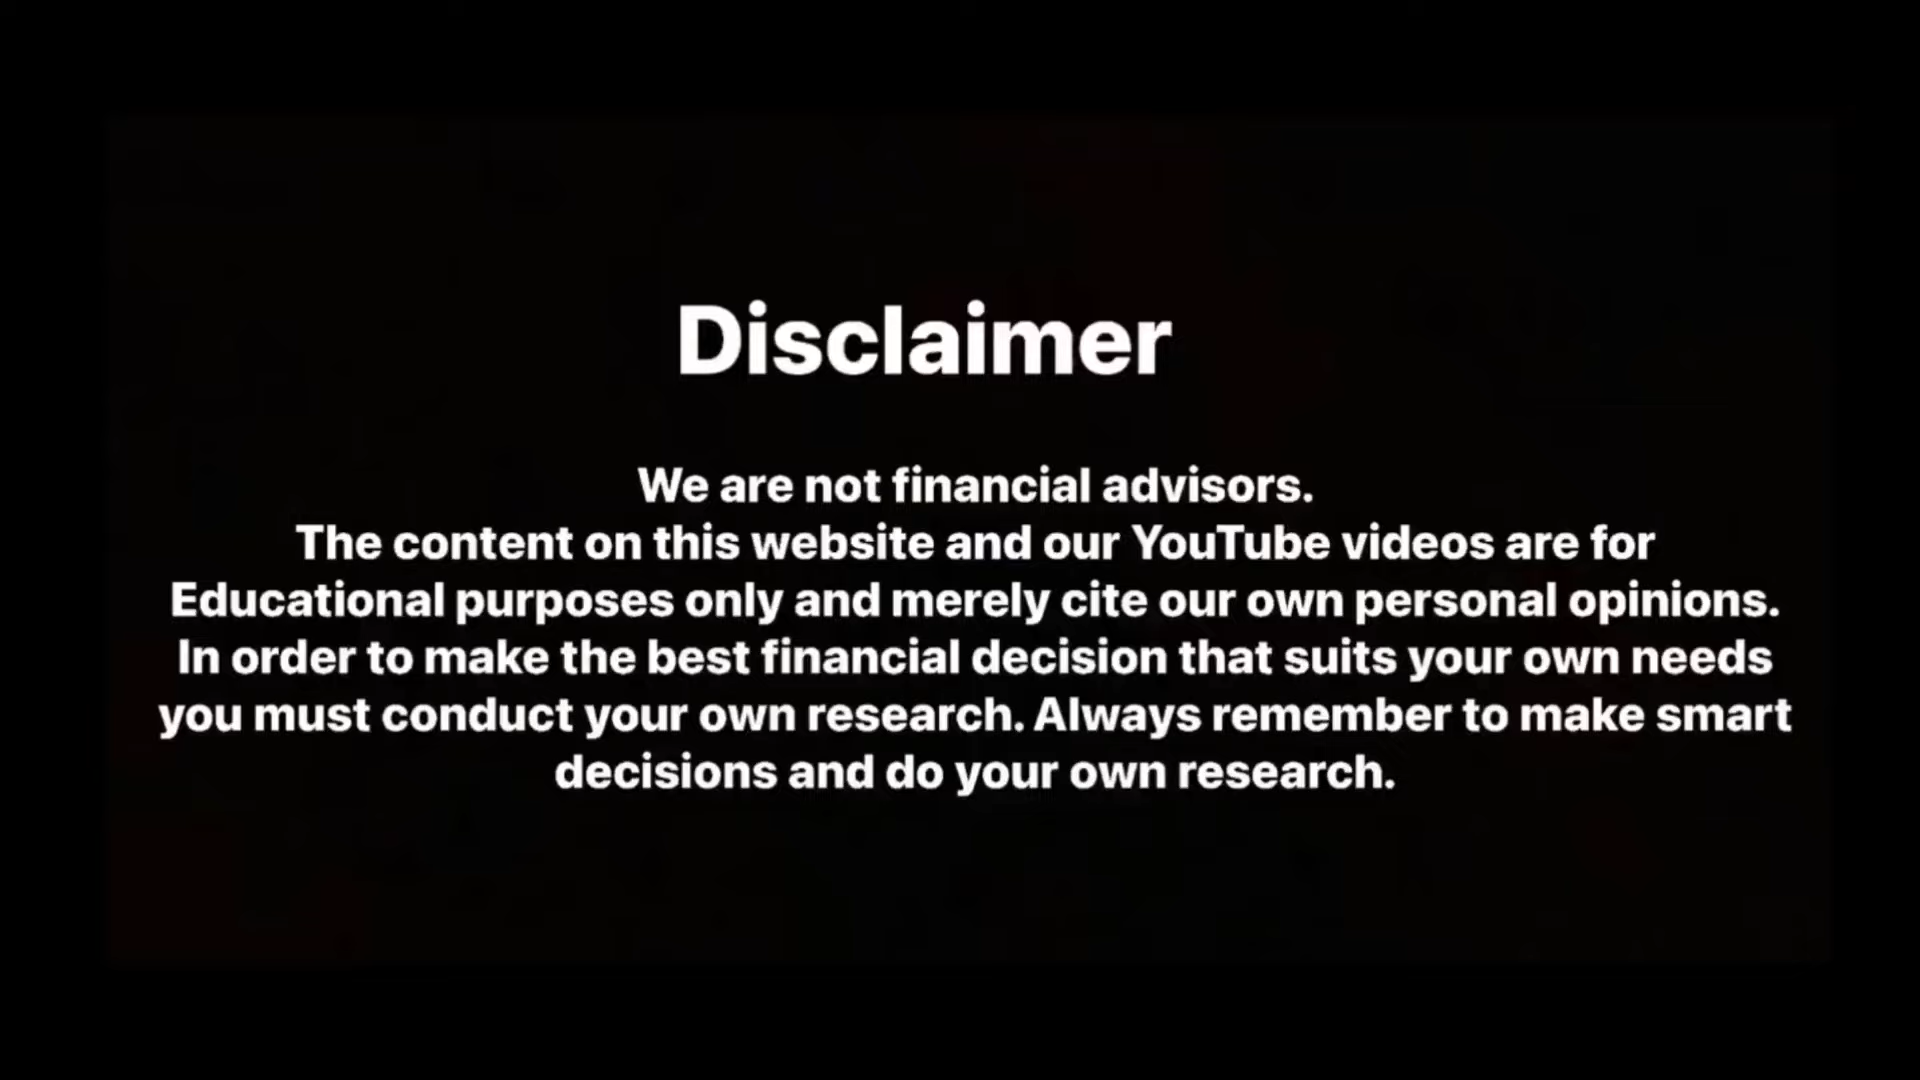 Disclaimer
We are not financial advisors.
The content on this website and our YouTube videos are for
Educational purposes only and merely cite our own personal opinions.
In order to make the best financial decision that suits your own needs
you must conduct your own research. Always remember to make smart
decisions and do your own research.